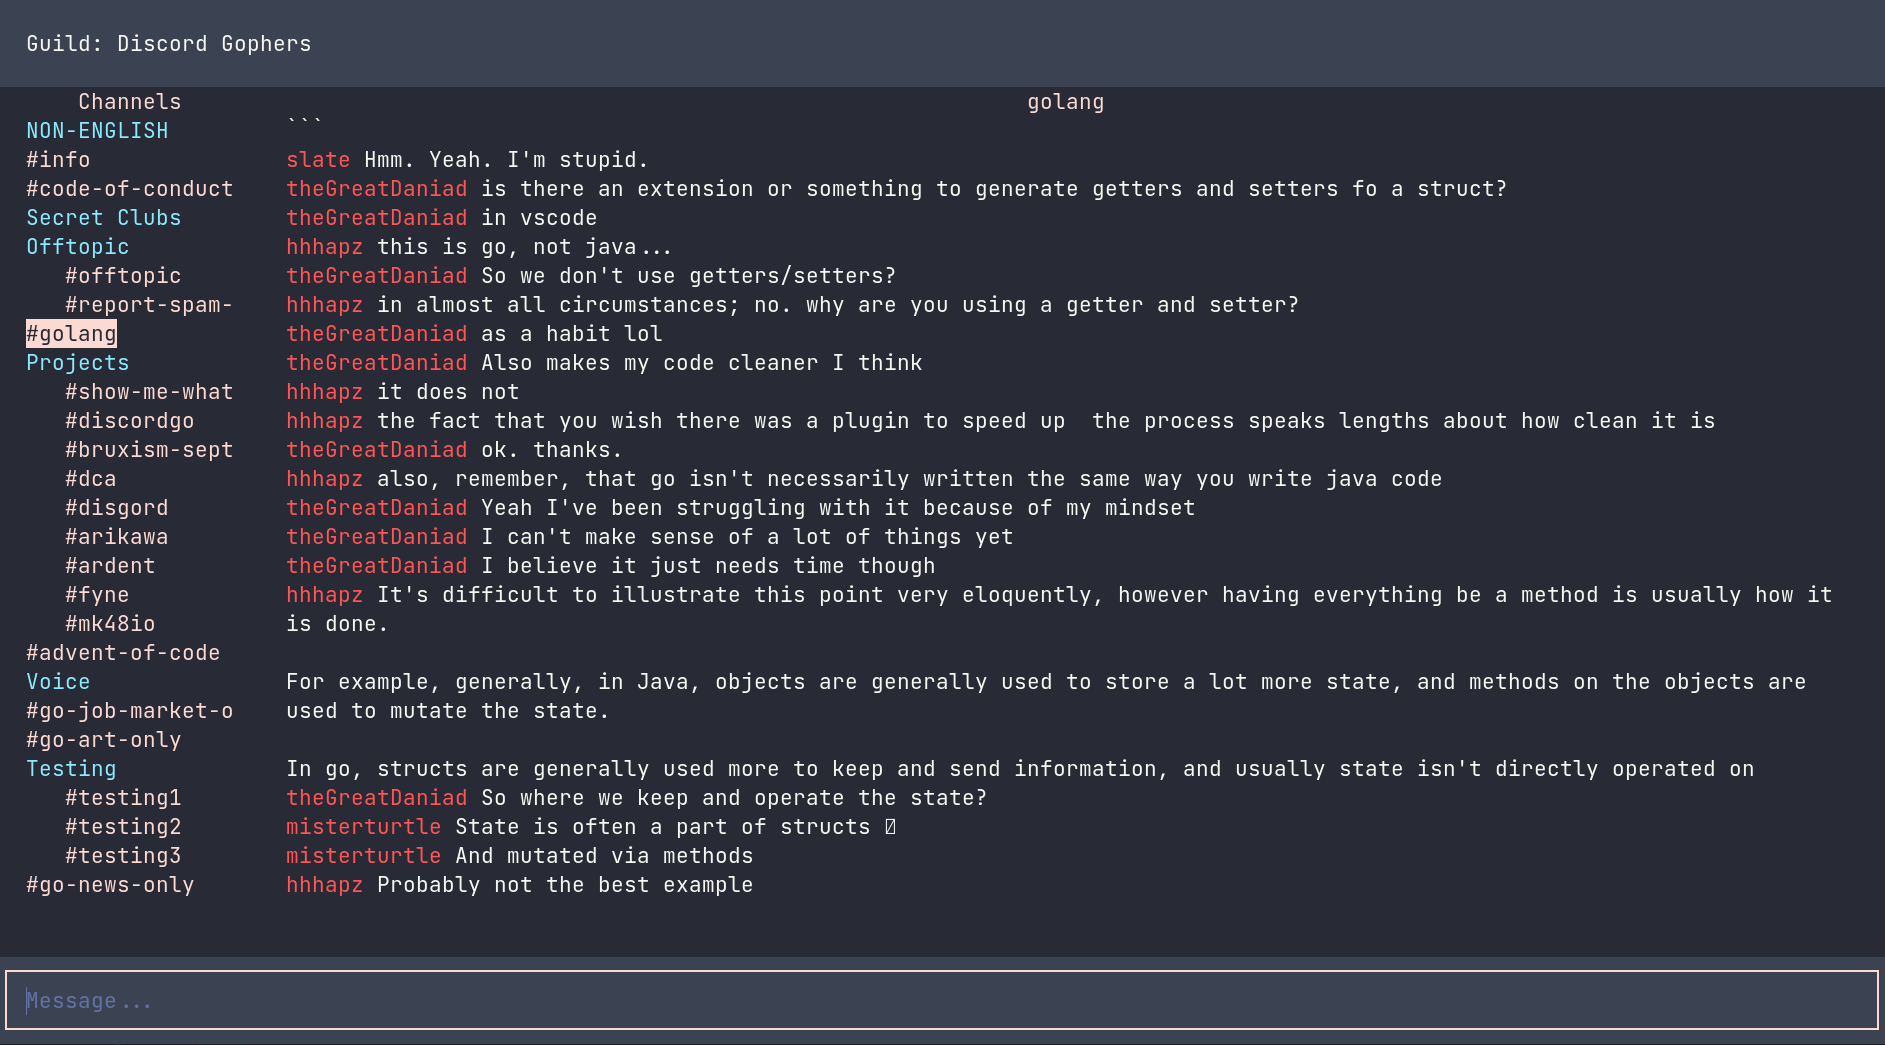 Guild: Discord Gophers
Channels
NON-ENGLISH
#info
#code-of-conduct
Secret Clubs
Offtopic
#offtopic
#report-spam-
#golang
Projects
#show-me-what
#discordgo
#bruxism-sept
#dca
#disgord
#arikawa
#ardent
#fyne
#mk48io
#advent-of-code
Voice
#go-job-market-o
#go-art-only
Testing
#testing1
#testing2
#testing3
#go-news-only
golang
```
slate Hmm. Yeah. I'm stupid.
theGreatDaniad is there an extension or something to generate getters and setters fo a struct?
theGreatDaniad in vscode
hhhapz this is go, not java...
theGreatDaniad So we don't use getters/setters?
hhhapz in almost all circumstances; no. why are you using a getter and setter?
theGreatDaniad as a habit lol
theGreatDaniad Also makes my code cleaner I think
hhhapz it does not
hhhapz the fact that you wish there was a plugin to speed up  the process speaks lengths about how clean it is
theGreatDaniad ok. thanks.
hhhapz also, remember, that go isn't necessarily written the same way you write java code
theGreatDaniad Yeah I've been struggling with it because of my mindset
theGreatDaniad I can't make sense of a lot of things yet
theGreatDaniad I believe it just needs time though
hhhapz It's difficult to illustrate this point very eloquently, however having everything be a method is usually how it
is done.
For example, generally, in Java, objects are generally used to store a lot more state, and methods on the objects are
used to mutate the state.
In go, structs are generally used more to keep and send information, and usually state isn't directly operated on
theGreatDaniad So where we keep and operate the state?
misterturtle State is often a part of structs
misterturtle And mutated via methods
hhhapz Probably not the best example
Message...